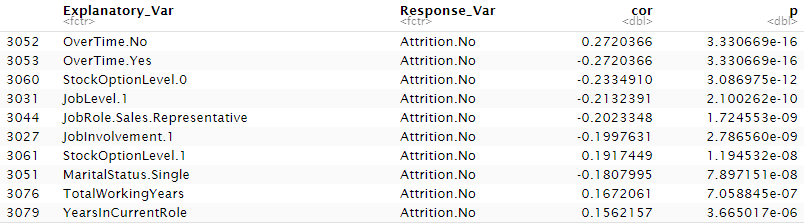 Explanatory_Var Response_Var cor p
<fctr> <fctr> <dbl> <dbl>
3052 OverTime.No Attrition.No 0.2720366 3.330669e-16
3053 OverTime.Yes Attrition.No -0.2720366 3.330669e-16
3060 StockOptionLevel.0 Attrition.No -0.2334910 3.086975e-12
3031 JobLevel.1 Attrition.No -0.2132391 2.100262e-10
3044 JobRole.Sales.Representative Attrition.No -0.2023348 1.724553e-09
3027 JobInvolvement.1 Attrition.No -0.1997631 2.786560e-09
3061 StockOptionLevel.1 Attrition.No 0.1917449 1.194532e-08
3051 MaritalStatus.Single Attrition.No -0.1807995 7.897151e-08
3076 TotalWorkingYears Attrition.No 0.1672061 7.058845e-07
3079 YearsInCurrentRole Attrition.No 0.1562157 3.665017e-06